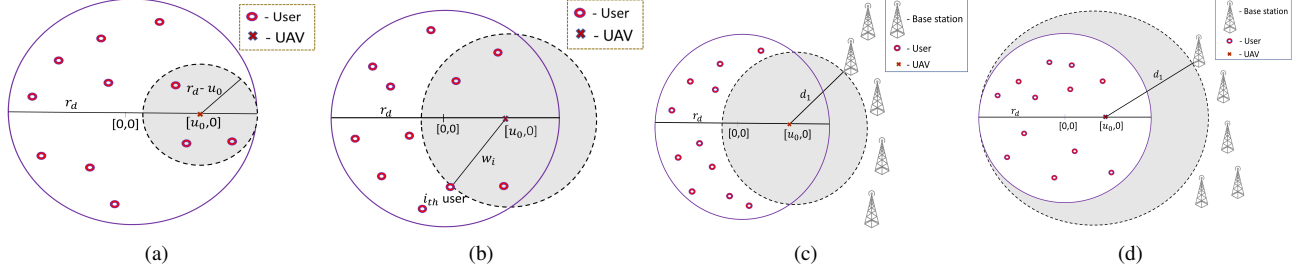 - User
- UAV
r_d - u_0
r_d
[0,0]
[u_0,0]
(a)
- User
- UAV
r_d
[0,0]
[u_0,0]
w_i
i_th user
(b)
- Base station
- User
- UAV
d_1
r_d
[0,0]
[u_0,0]
(c)
- Base station
- User
- UAV
d_1
r_d
[0,0]
[u_0,0]
(d)